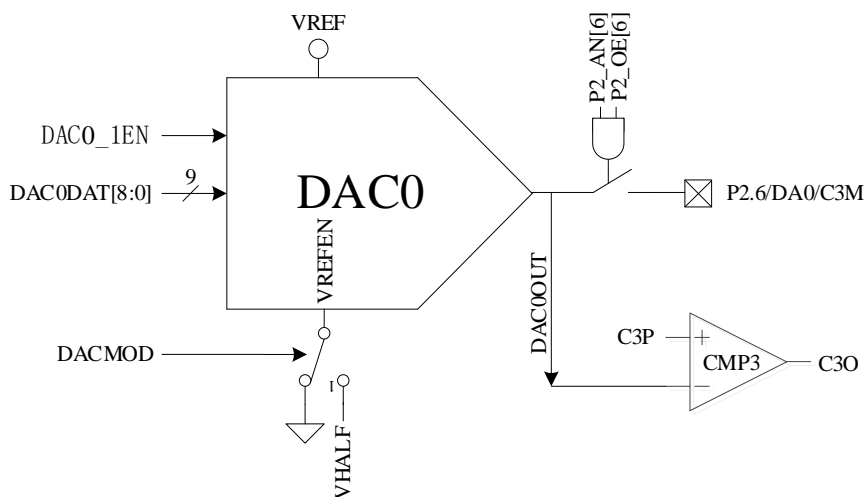 VREF
P2_AN[6]
P2_OE[6]
DAC0_1EN
DAC0DAT[8:0]
9
DAC0
P2.6/DA0/C3M
VREFEN
DAC0OUT
DACMOD
C3P
+
CMP3
C3O
1
VHALF